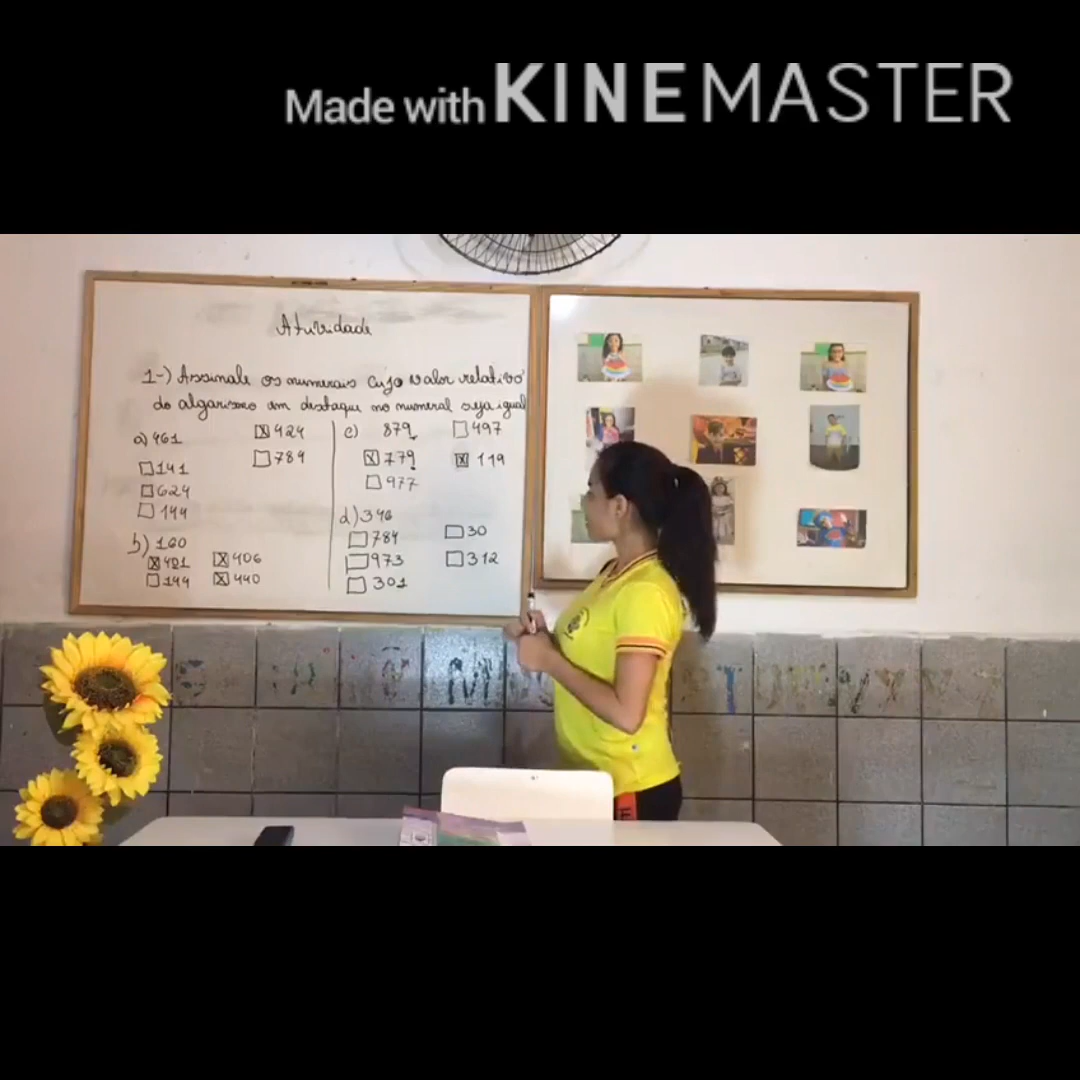 Made with KINEMASTER
Atividade
1-) Assinale os numerais cujo valor relativo
do algarismo em destaque no numeral seja igual
a) 461
424
141
789
624
144
b) 160
421
406
144
440
c) 879
497
779
119
977
d) 346
784
30
973
312
301